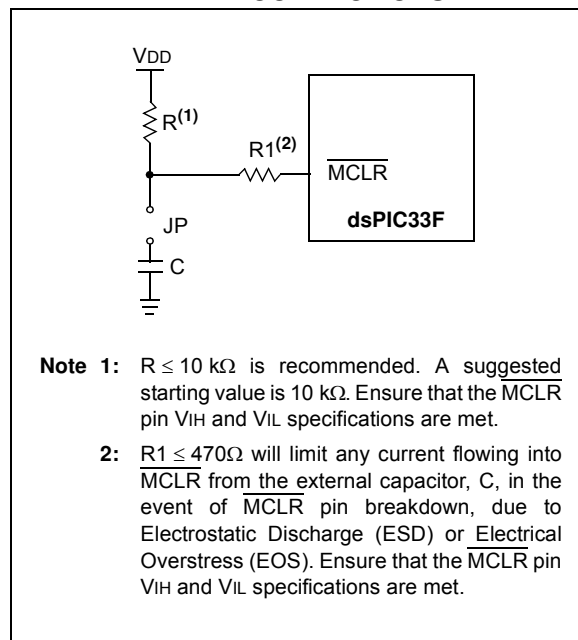 VDD
R(1)
R1(2)
MCLR
JP
dsPIC33F
C
Note 1: R ≤ 10 kΩ is recommended. A suggested
starting value is 10 kΩ. Ensure that the MCLR
pin VIH and VIL specifications are met.
2: R1 ≤ 470Ω will limit any current flowing into
MCLR from the external capacitor, C, in the
event of MCLR pin breakdown, due to
Electrostatic Discharge (ESD) or Electrical
Overstress (EOS). Ensure that the MCLR pin
VIH and VIL specifications are met.